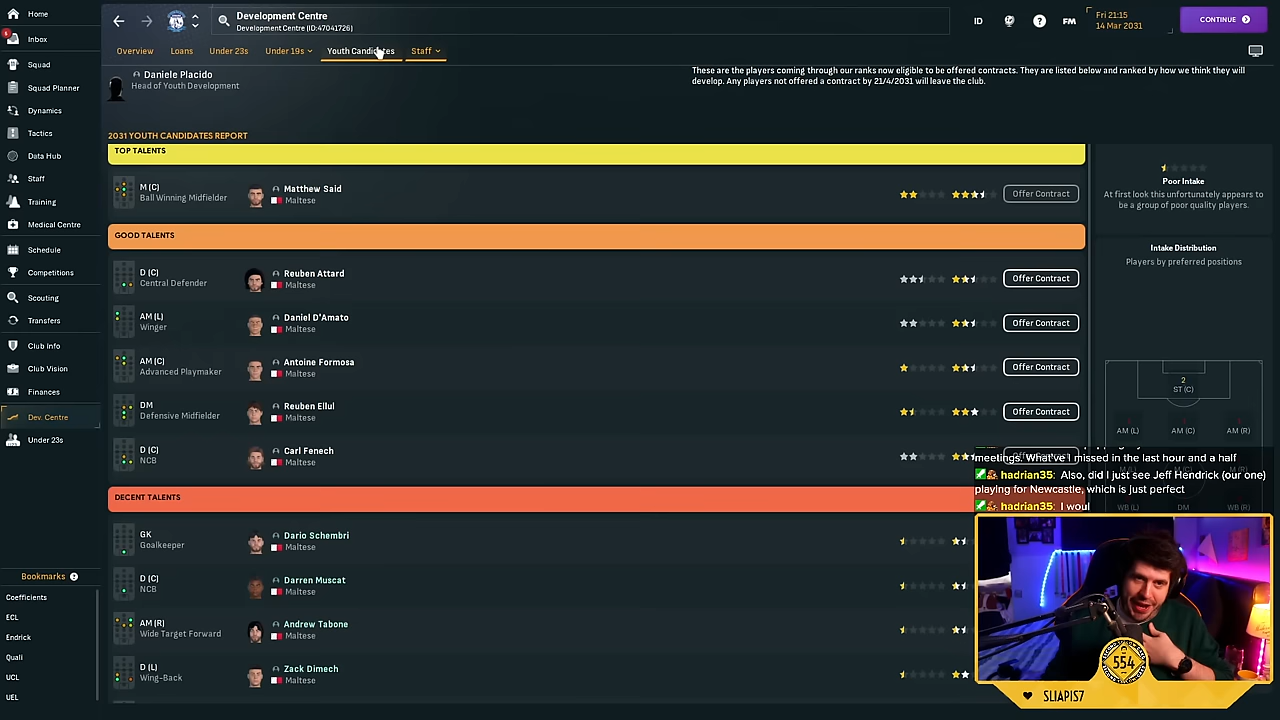 Home
Inbox
6
Squad
Squad Planner
Dynamics
Tactics
Data Hub
Staff
Training
Medical Centre
Schedule
Competitions
Scouting
Transfers
Club Info
Club Vision
Finances
Dev. Centre
Under 23s
Bookmarks
Coefficients
ECL
Endrick
Quali
UCL
UEL
Development Centre
Development Centre (ID:47041726)
ID
?
FM
Fri 21:15
14 Mar 2031
CONTINUE
Overview
Loans
Under 23s
Under 19s
Youth Candidates
Staff
Daniele Placido
Head of Youth Development
These are the players coming through our ranks now eligible to be offered contracts. They are listed below and ranked by how we think they will
develop. Any players not offered a contract by 21/4/2031 will leave the club.
2031 YOUTH CANDIDATES REPORT
TOP TALENTS
M (C)
Ball Winning Midfielder
Matthew Said
Maltese
Offer Contract
GOOD TALENTS
D (C)
Central Defender
Reuben Attard
Maltese
Offer Contract
AM (L)
Winger
Daniel D'Amato
Maltese
Offer Contract
AM (C)
Advanced Playmaker
Antoine Formosa
Maltese
Offer Contract
DM
Defensive Midfielder
Reuben Ellul
Maltese
Offer Contract
D (C)
NCB
Carl Fenech
Maltese
DECENT TALENTS
GK
Goalkeeper
Dario Schembri
Maltese
D (C)
NCB
Darren Muscat
Maltese
AM (R)
Wide Target Forward
Andrew Tabone
Maltese
D (L)
Wing-Back
Zack Dimech
Maltese
Poor Intake
At first look this unfortunately appears to
be a group of poor quality players.
Intake Distribution
Players by preferred positions
2
ST (C)
AM (L)
AM (C)
AM (R)
WB (L)
DM
WB (R)
meetings. What've I missed in the last hour and a half
hadrian35: Also, did I just see Jeff Hendrick (our one)
playing for Newcastle, which is just perfect
hadrian35: I woul
554
SLIAPIS7